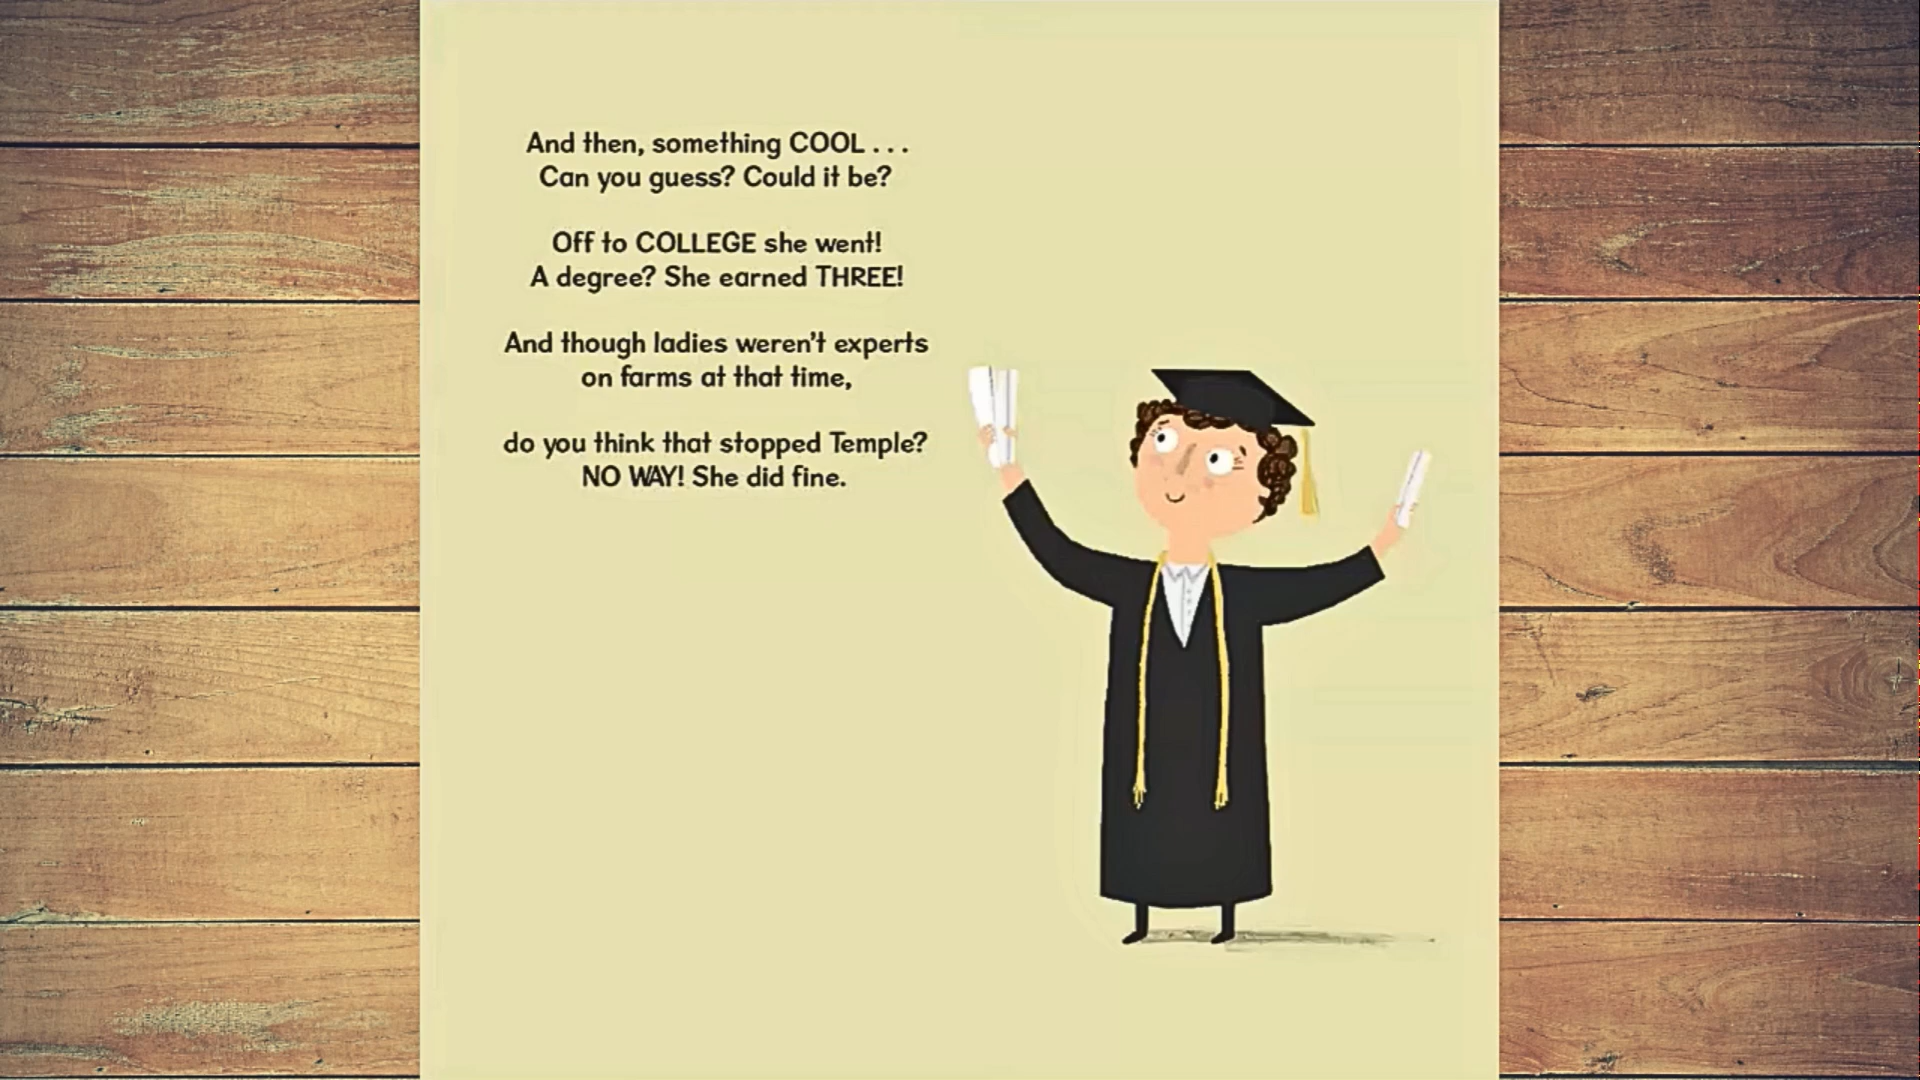 And then, something COOL . . .
Can you guess? Could it be?
Off to COLLEGE she went!
A degree? She earned THREE!
And though ladies weren't experts
on farms at that time,
do you think that stopped Temple?
NO WAY! She did fine.